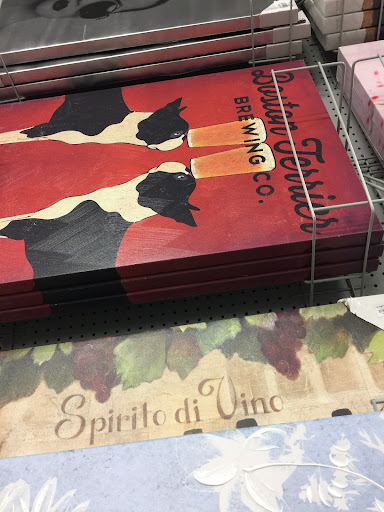 Boston Terrier
BREWING CO.
Spirito di Vino